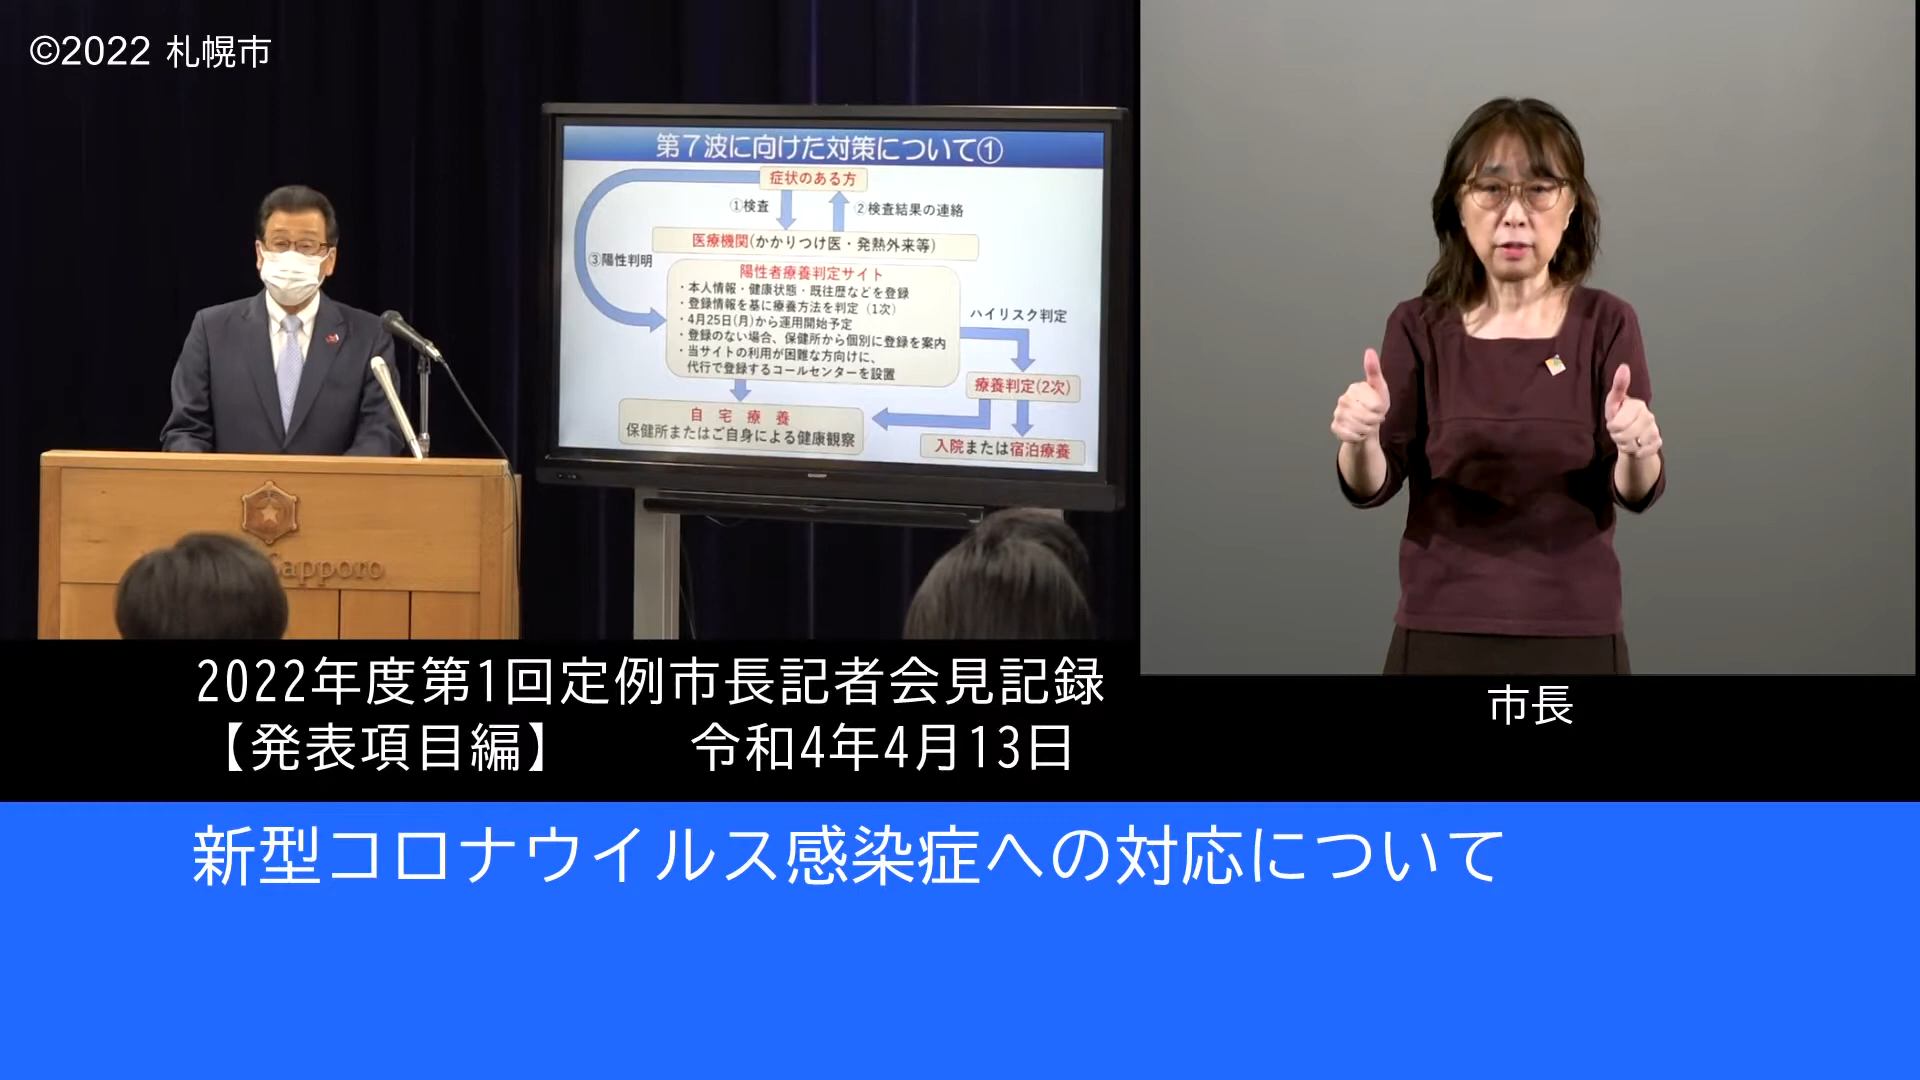 ©2022 札幌市
第7波に向けた対策について①
症状のある方
①検査
②検査結果の連絡
医療機関(かかりつけ医・発熱外来等)
③陽性判明
陽性者療養判定サイト
・本人情報・健康状態・既往歴などを登録
・登録情報を基に療養方法を判定（1次）
・4月25日(月)から運用開始予定
・登録のない場合、保健所から個別に登録を案内
・当サイトの利用が困難な方向けに、
代行で登録するコールセンターを設置
ハイリスク判定
療養判定(2次)
自宅療養
保健所またはご自身による健康観察
入院または宿泊療養
SHARP
Sapporo
2022年度第1回定例市長記者会見記録
【発表項目編】 令和4年4月13日
市長
新型コロナウイルス感染症への対応について